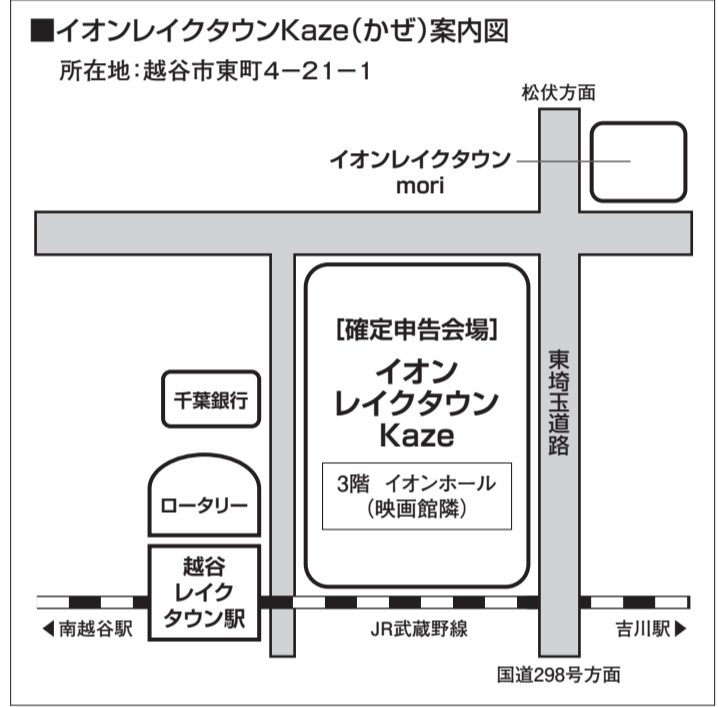 ■イオンレイクタウンKaze（かぜ）案内図
所在地：越谷市東町4−21−1
松伏方面
イオンレイクタウン
mori
［確定申告会場］
イオン
レイクタウン
Kaze
3階 イオンホール
（映画館隣）
東埼玉道路
千葉銀行
ロータリー
越谷
レイク
タウン駅
◀南越谷駅
JR武蔵野線
吉川駅▶
国道298号方面